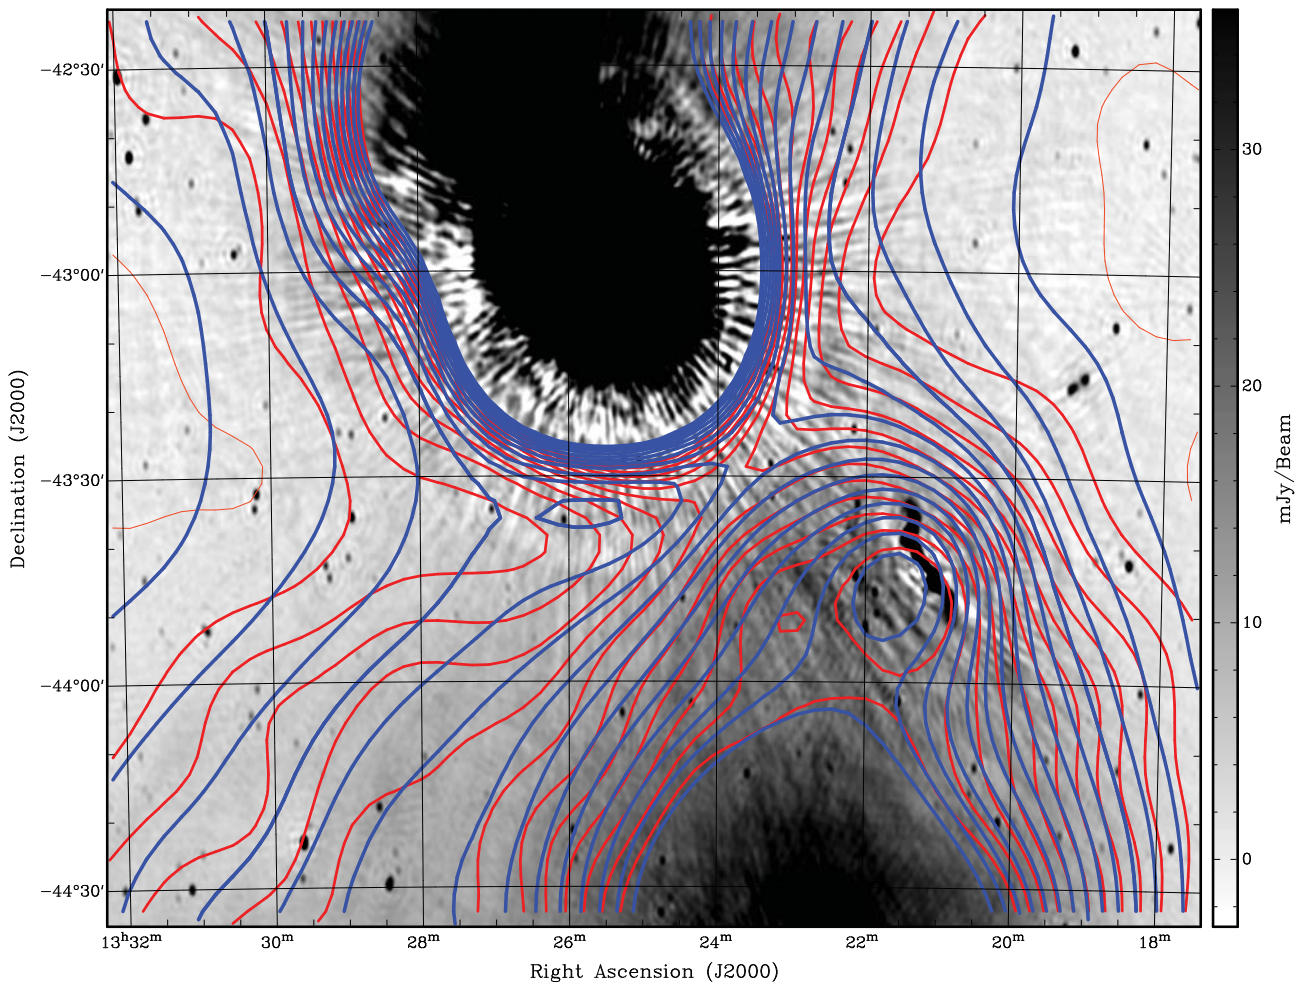 −42°30′
−43°00′
−43°30′
−44°00′
−44°30′
Declination (J2000)
13ʰ32ᵐ 30ᵐ 28ᵐ 26ᵐ 24ᵐ 22ᵐ 20ᵐ 18ᵐ
Right Ascension (J2000)
30
20
10
0
mJy/Beam